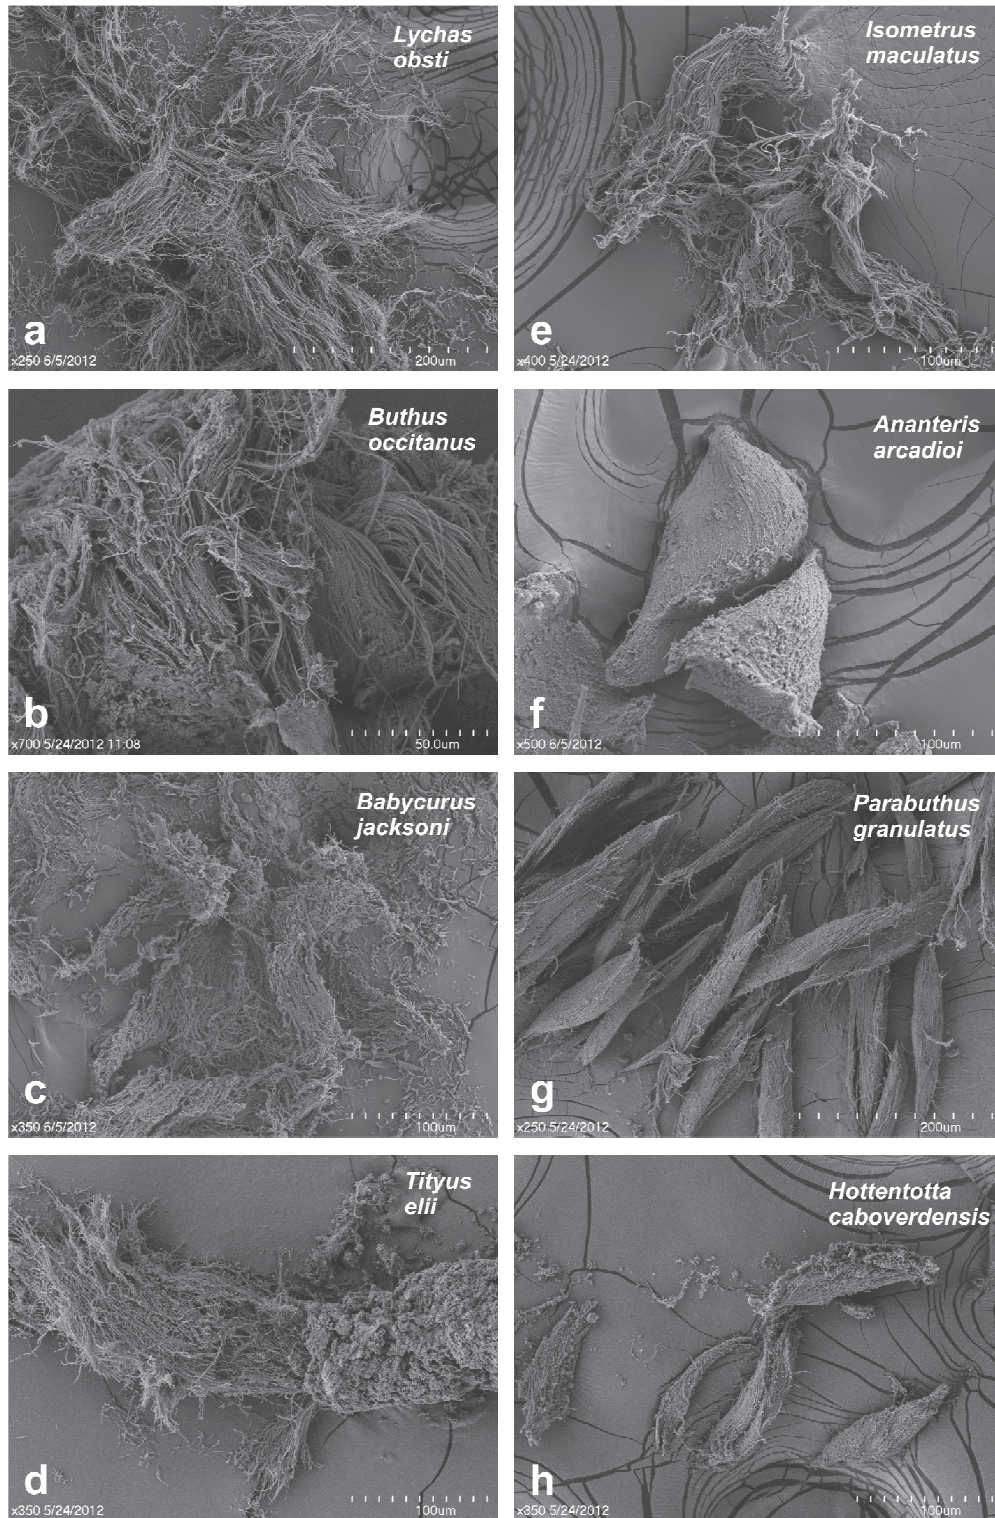 Lychas
obsti
a
x250 6/5/2012
200um
Isometrus
maculatus
e
x400 5/24/2012
100um
Buthus
occitanus
b
x700 5/24/2012 11:08
50.0um
Ananteris
arcadioi
f
x500 6/5/2012
100um
Babycurus
jacksoni
c
x350 6/5/2012
100um
Parabuthus
granulatus
g
x250 5/24/2012
200um
Tityus
elii
d
x350 5/24/2012
100um
Hottentotta
caboverdensis
h
x350 5/24/2012
100um